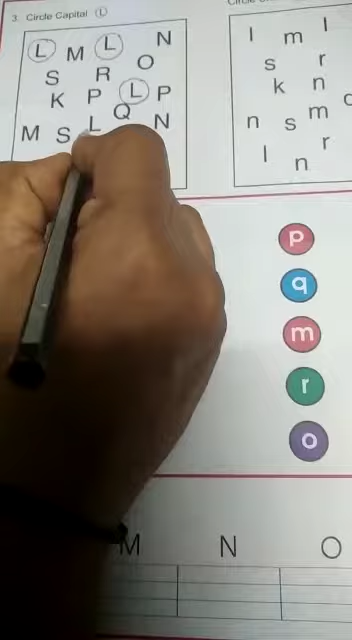 3. Circle Capital L
L M L N
S R O
K P L P
M S L Q N
l m l
s r
k n
n s m
l n r
p
q
m
r
o
M N O